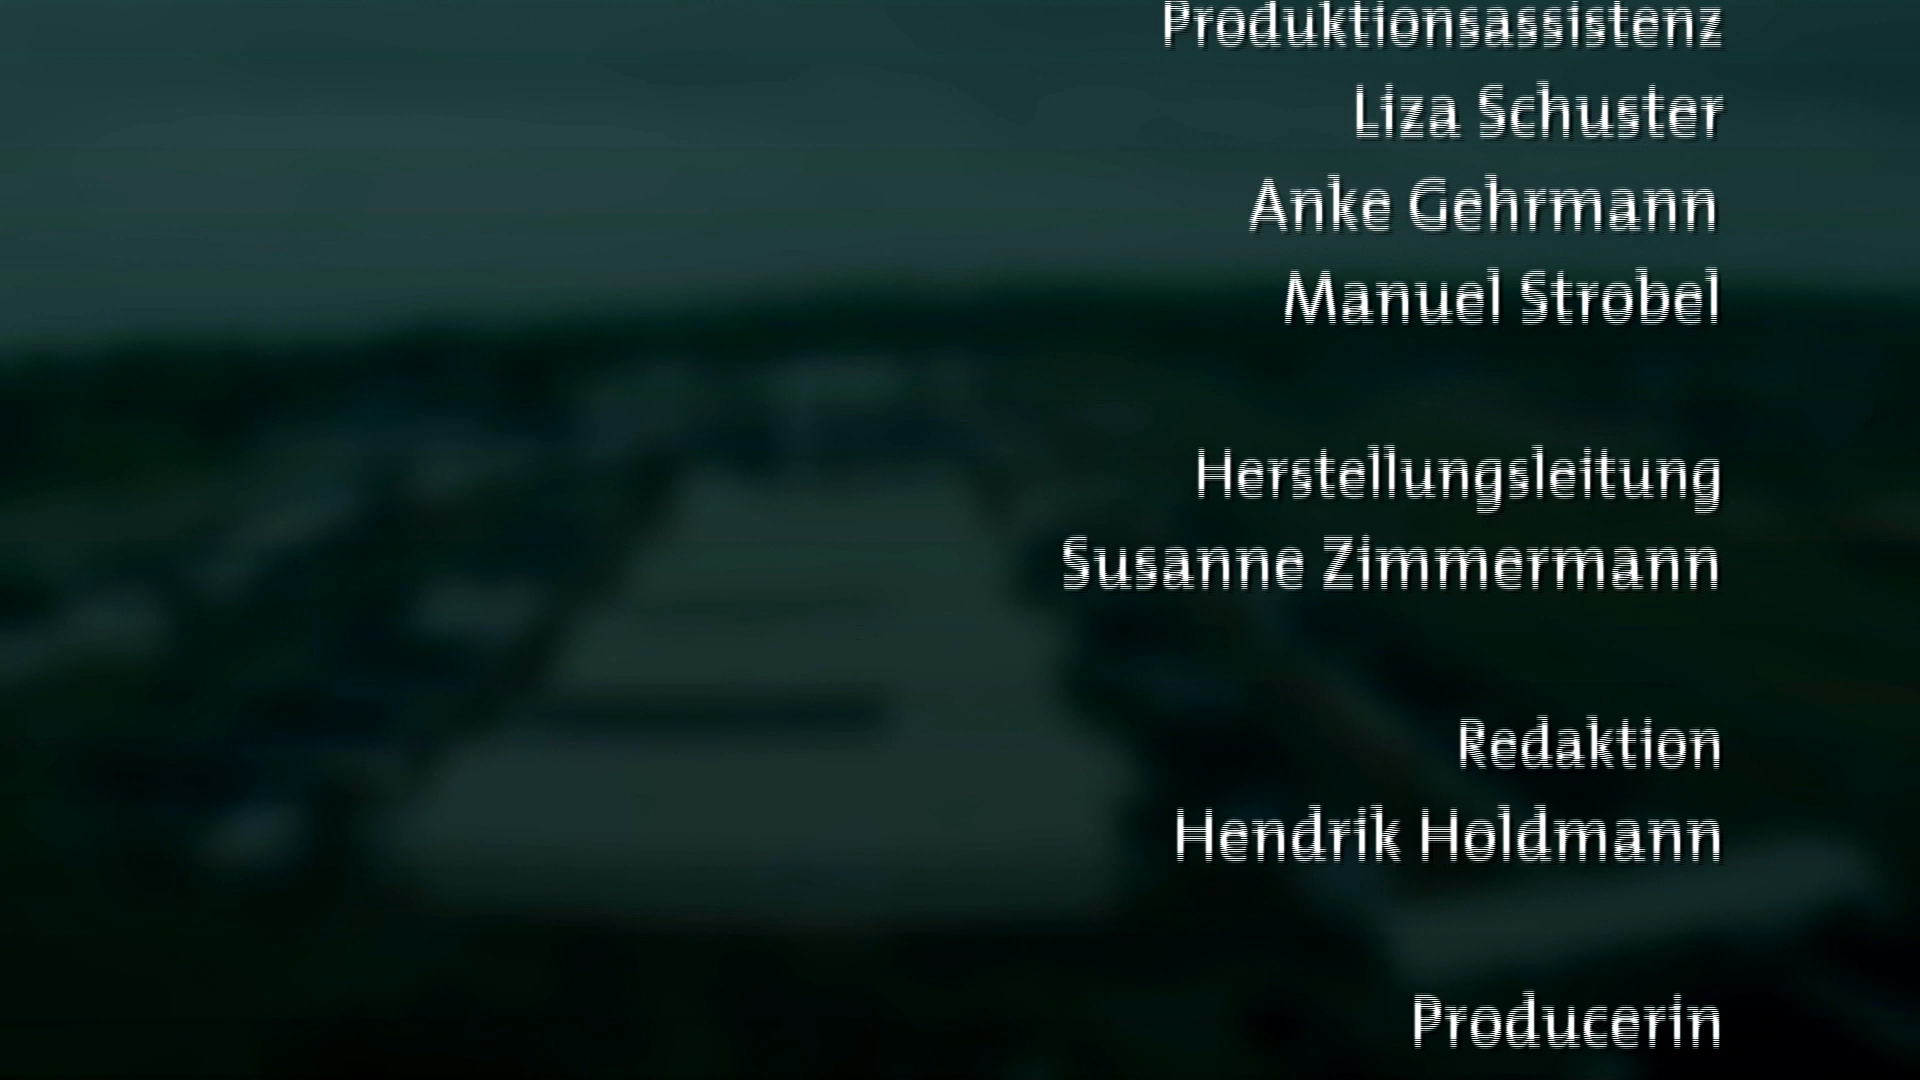 Produktionsassistenz
Liza Schuster
Anke Gehrmann
Manuel Strobel
Herstellungsleitung
Susanne Zimmermann
Redaktion
Hendrik Holdmann
Producerin